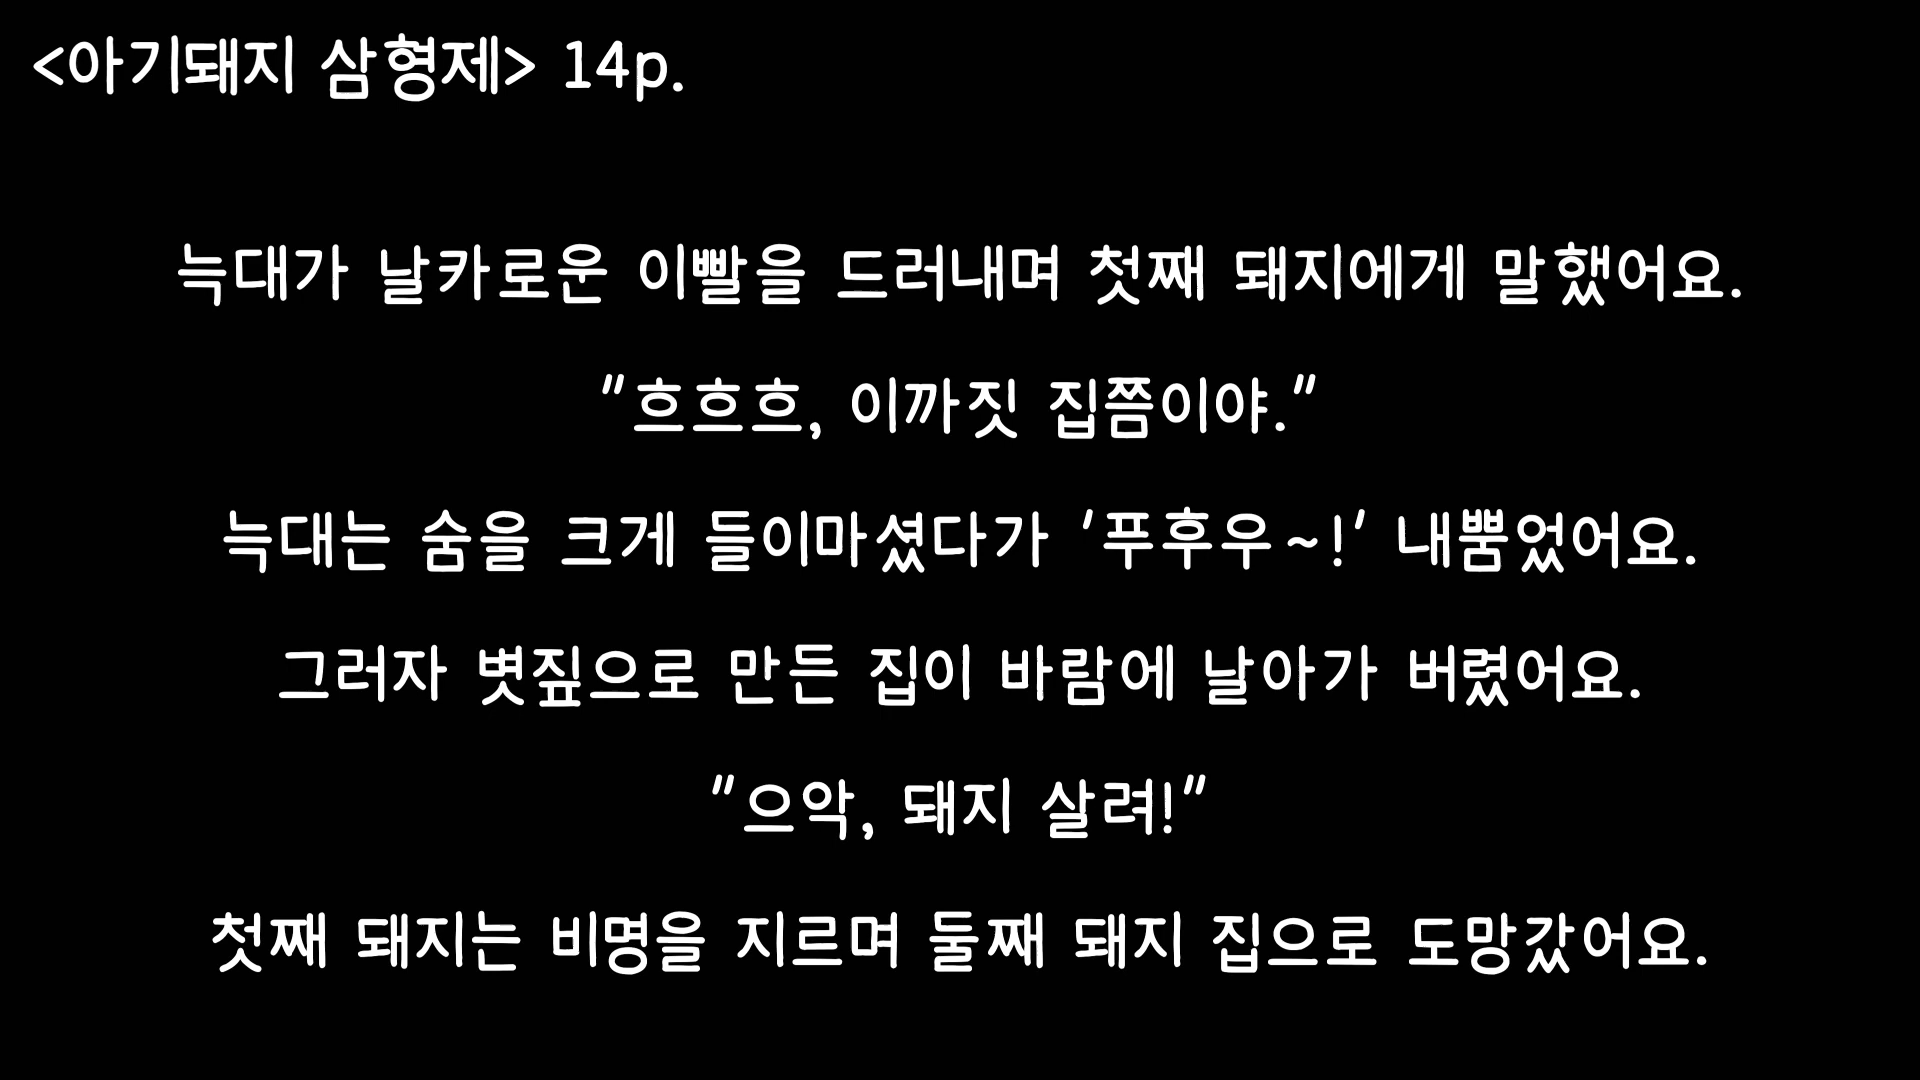 <아기돼지 삼형제> 14p.
늑대가 날카로운 이빨을 드러내며 첫째 돼지에게 말했어요.
"흐흐흐, 이까짓 집쯤이야."
늑대는 숨을 크게 들이마셨다가 '푸후우~!' 내뿜었어요.
그러자 볏짚으로 만든 집이 바람에 날아가 버렸어요.
"으악, 돼지 살려!"
첫째 돼지는 비명을 지르며 둘째 돼지 집으로 도망갔어요.